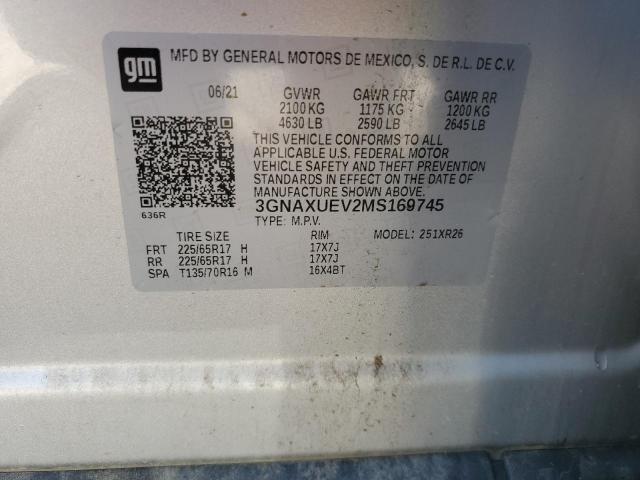 gm
MFD BY GENERAL MOTORS DE MEXICO, S. DE R.L. DE C.V.
06/21 GVWR GAWR FRT GAWR RR
2100 KG 1175 KG 1200 KG
4630 LB 2590 LB 2645 LB
THIS VEHICLE CONFORMS TO ALL
APPLICABLE U.S. FEDERAL MOTOR
VEHICLE SAFETY AND THEFT PREVENTION
STANDARDS IN EFFECT ON THE DATE OF
MANUFACTURE SHOWN ABOVE.
3GNAXUEV2MS169745
636R
TYPE: M.P.V. MODEL: 251XR26
TIRE SIZE RIM
FRT 225/65R17 H 17X7J
RR 225/65R17 H 17X7J
SPA T135/70R16 M 16X4BT